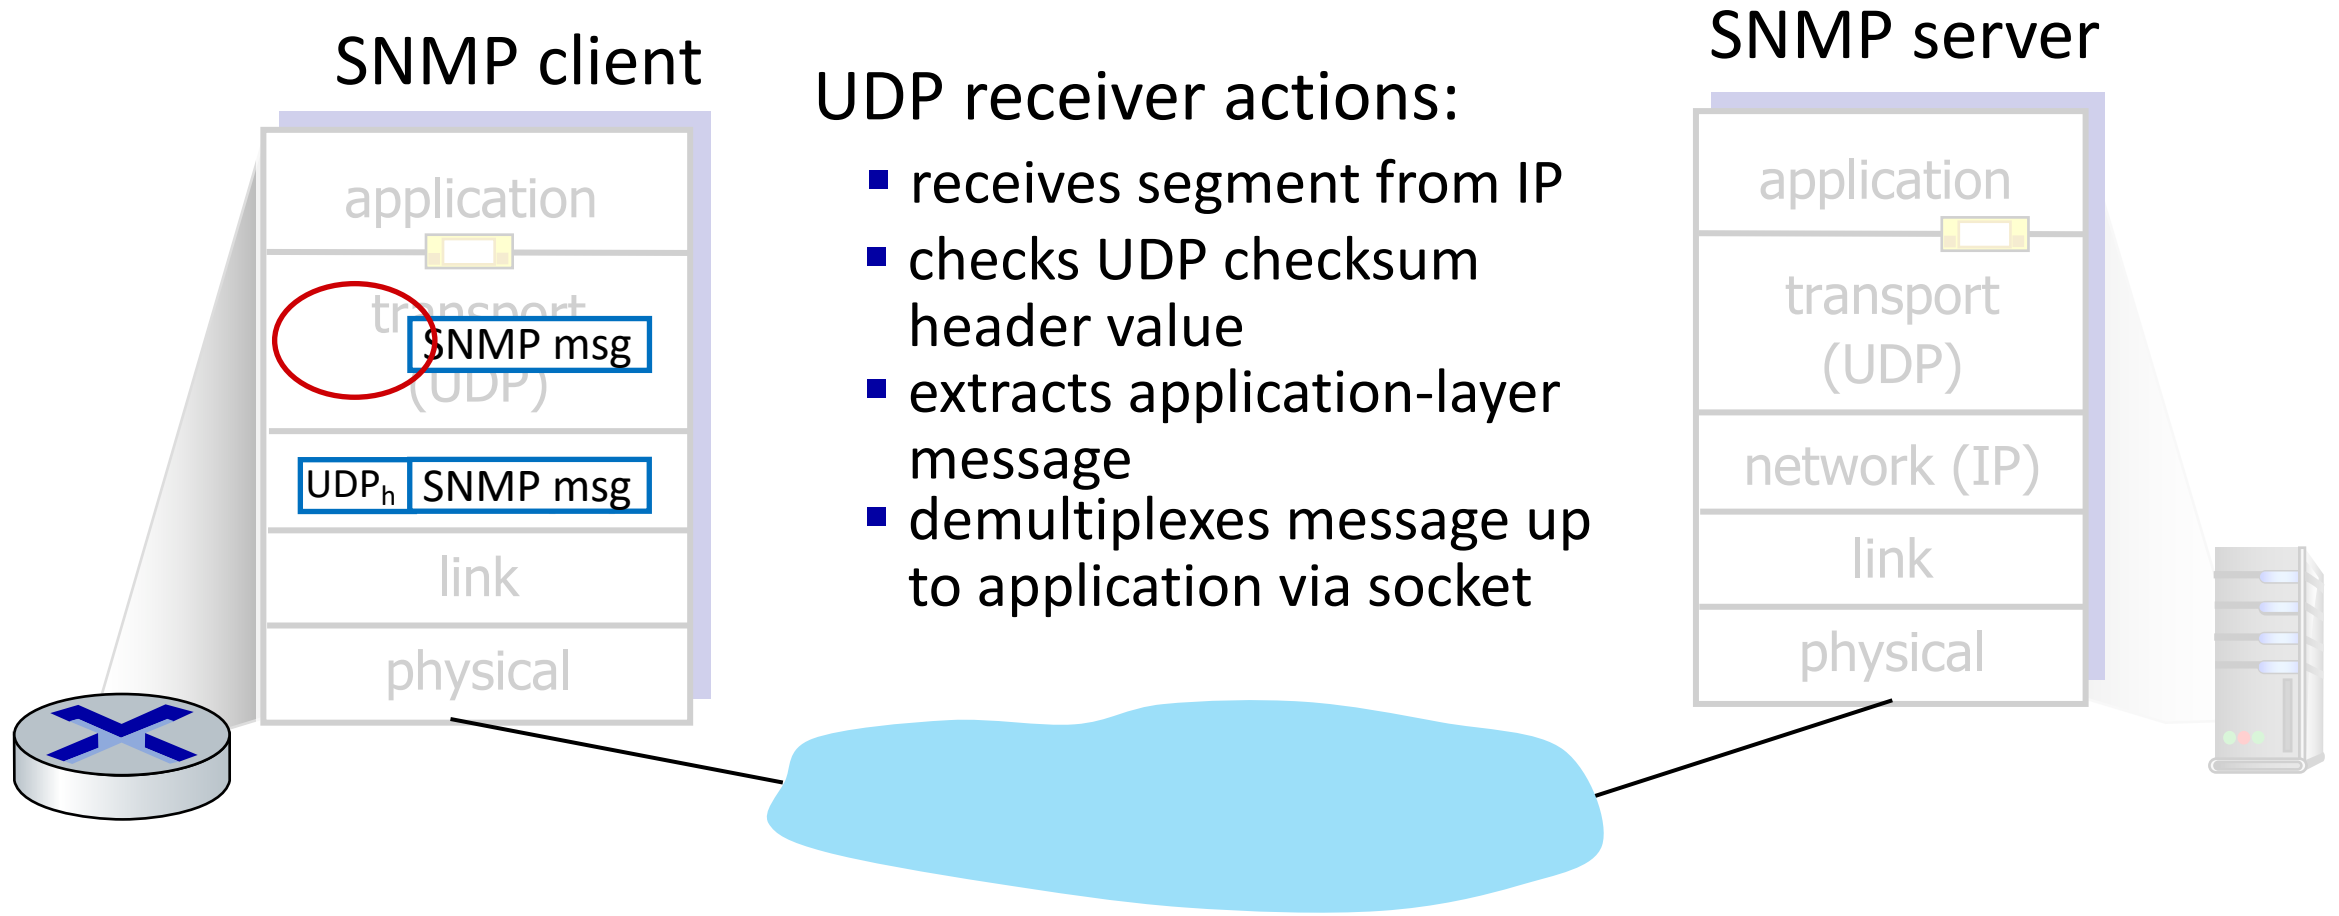 SNMP client
application
transport
SNMP msg
(UDP)
UDPh SNMP msg
link
physical
UDP receiver actions:
▪ receives segment from IP
▪ checks UDP checksum
header value
▪ extracts application-layer
message
▪ demultiplexes message up
to application via socket
SNMP server
application
transport
(UDP)
network (IP)
link
physical